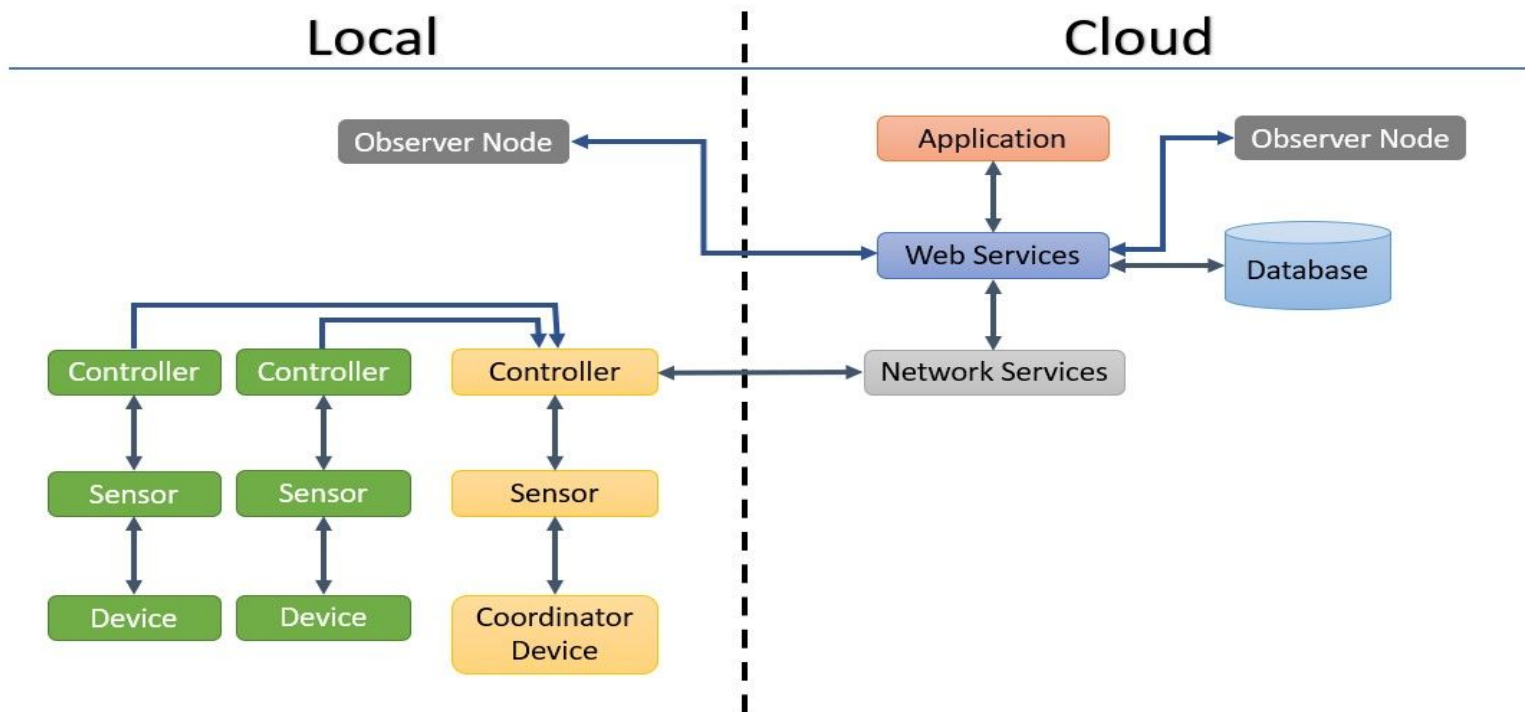 Local
Cloud
Observer Node
Application
Observer Node
Web Services
Database
Controller
Controller
Controller
Network Services
Sensor
Sensor
Sensor
Device
Device
Coordinator
Device